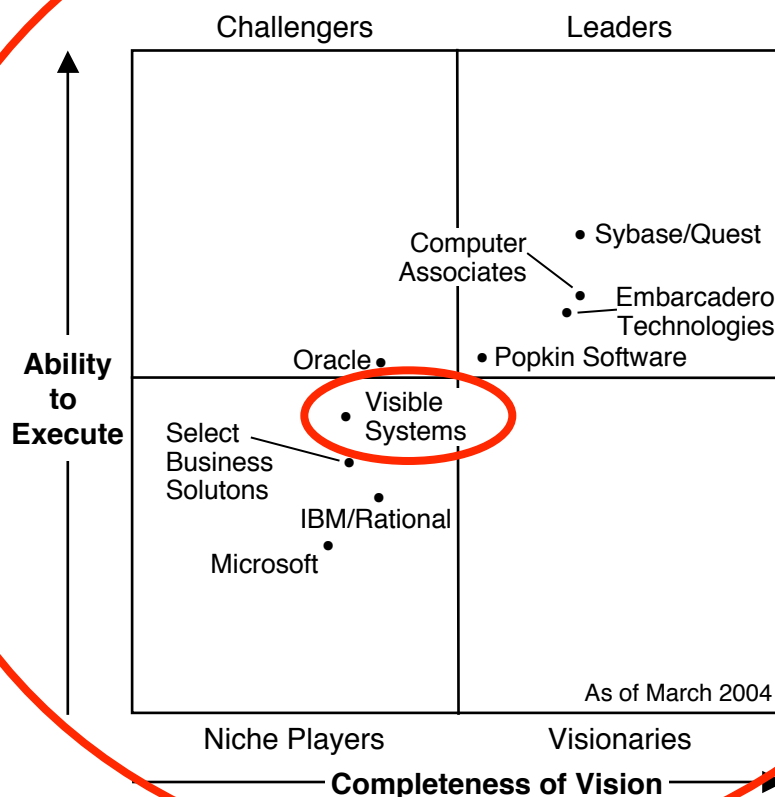 Challengers
Leaders
Sybase/Quest
Computer
Associates
Embarcadero
Technologies
Oracle
Popkin Software
Ability
to
Execute
Visible
Systems
Select
Business
Solutons
IBM/Rational
Microsoft
As of March 2004
Niche Players
Visionaries
Completeness of Vision